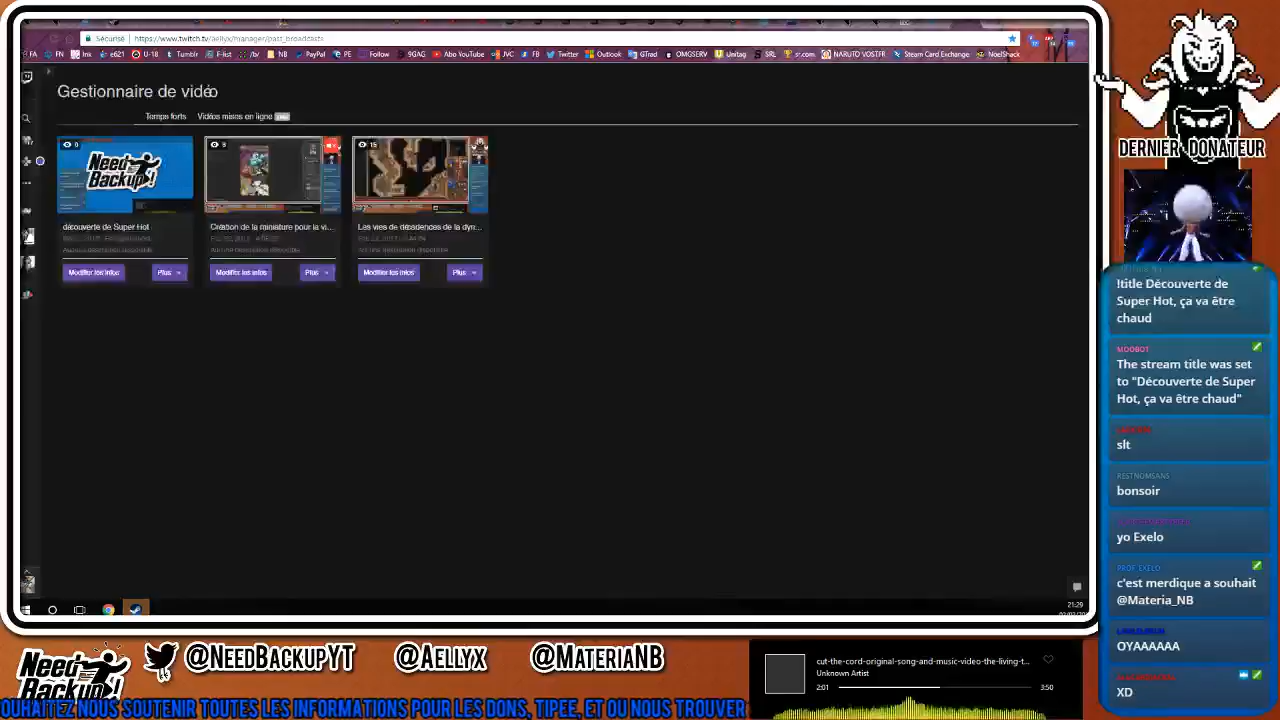 Sécurisé https://www.twitch.tv/aellyx/manager/past_broadcasts
FA FN Ink e621 U-18 Tumblr F-list /b/ NB PayPal PE Follow 9GAG Abo YouTube JVC FB Twitter Outlook GTrad OMGSERV Unitag SRL sr.com NARUTO VOSTFR Steam Card Exchange NoelShack
Gestionnaire de vidéo
Temps forts Vidéos mises en ligne
0 9 15
Need Backup!
découverte de Super Hot Création de la miniature pour la vi... Les vies de décadences de la dyn...
Modifier les infos Plus Modifier les infos Plus Modifier les infos Plus
21:29
DERNIER DONATEUR
!title Découverte de
Super Hot, ça va être
chaud
MOOBOT
The stream title was set
to "Découverte de Super
Hot, ça va être chaud"
slt
RESTNOMSANS
bonsoir
yo Exelo
PROF_EXILO
c'est merdique a souhait
@Materia_NB
OYAAAAAA
XD
Need Backup
@NeedBackupYT @Aellyx @MateriaNB
cut-the-cord-original-song-and-music-video-the-living-t...
Unknown Artist
2:01 3:50
OUHAITEZ NOUS SOUTENIR TOUTES LES INFORMATIONS POUR LES DONS, TIPEE, ET OU NOUS TROUVER